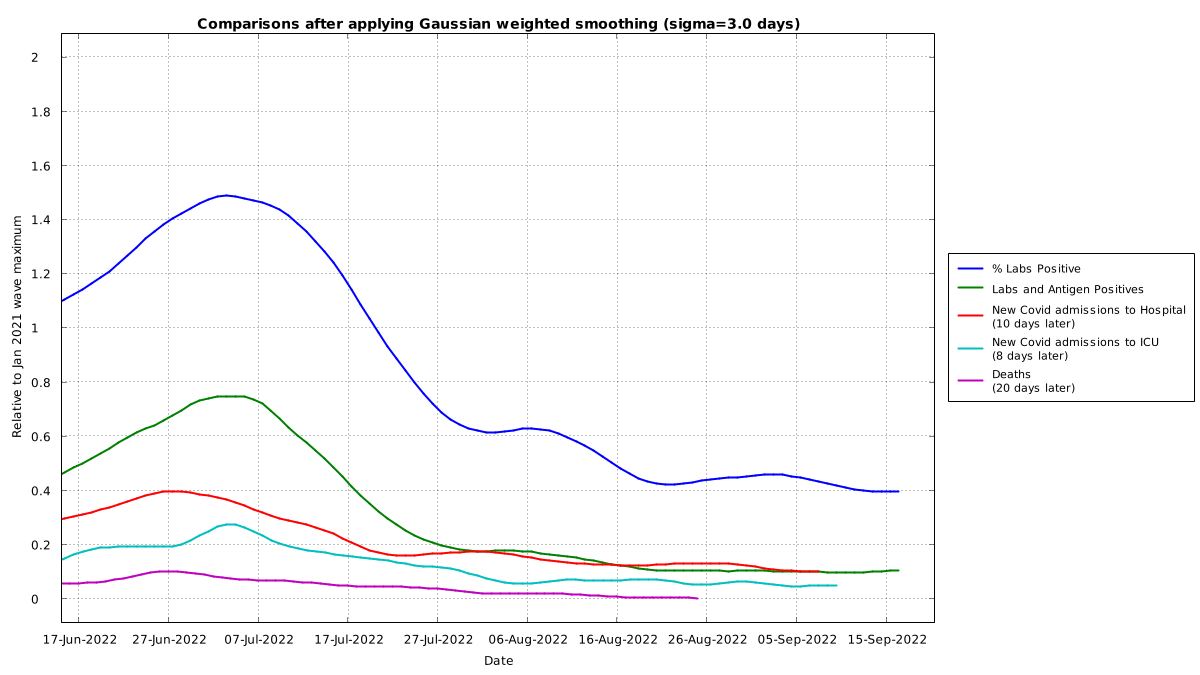 Comparisons after applying Gaussian weighted smoothing (sigma=3.0 days)
2
1.8
1.6
1.4
1.2
1
0.8
0.6
0.4
0.2
0
Relative to Jan 2021 wave maximum
17-Jun-2022 27-Jun-2022 07-Jul-2022 17-Jul-2022 27-Jul-2022 06-Aug-2022 16-Aug-2022 26-Aug-2022 05-Sep-2022 15-Sep-2022
Date
% Labs Positive
Labs and Antigen Positives
New Covid admissions to Hospital
(10 days later)
New Covid admissions to ICU
(8 days later)
Deaths
(20 days later)